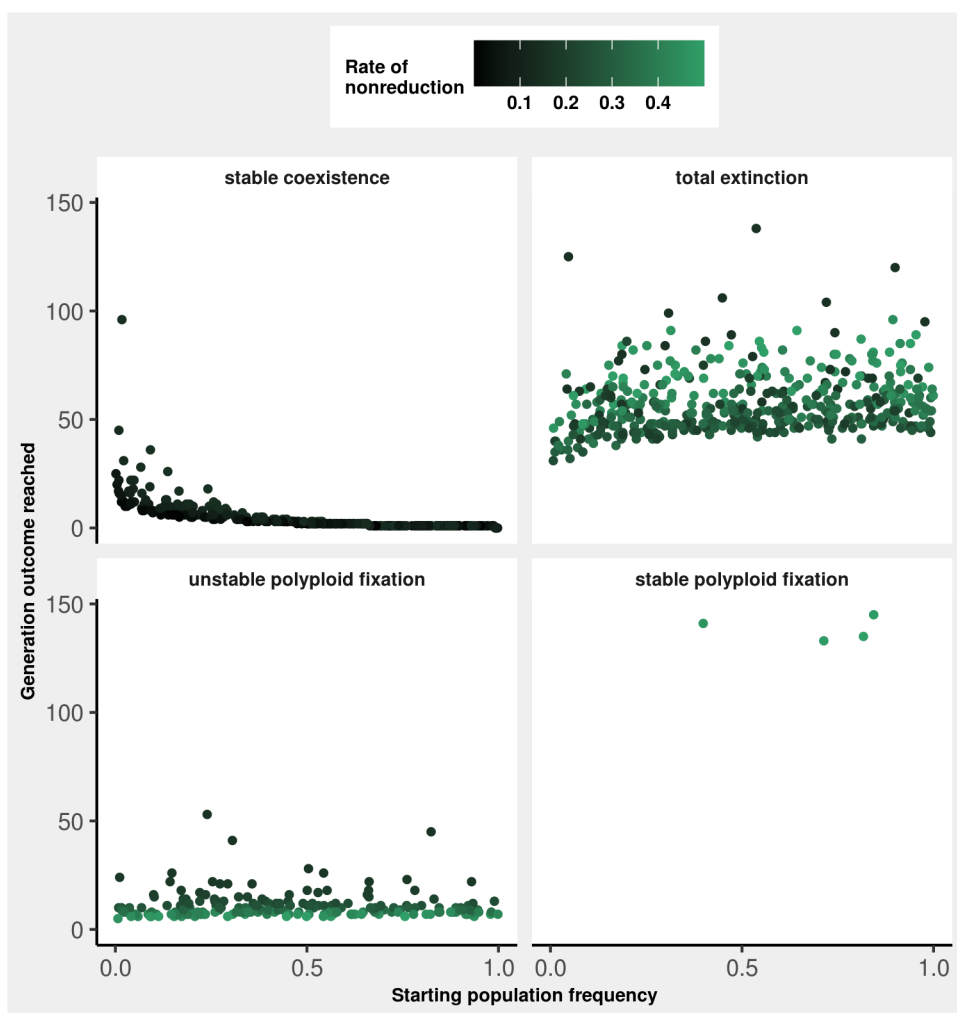 Rate of
nonreduction
0.1 0.2 0.3 0.4
stable coexistence
total extinction
150
100
50
0
unstable polyploid fixation
stable polyploid fixation
150
100
50
0
0.0 0.5 1.0
0.0 0.5 1.0
Generation outcome reached
Starting population frequency